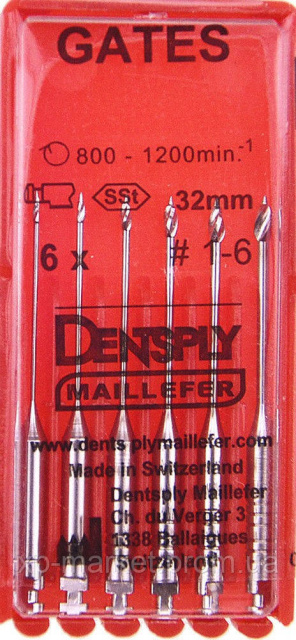 GATES
800 - 1200min.⁻¹
SSt 32mm
6 x # 1-6
DENTSPLY
MAILLEFER
www.dentsplymaillefer.com
Made in Switzerland
Dentsply Maillefer
Ch. du Verger 3
1338 Ballaigues